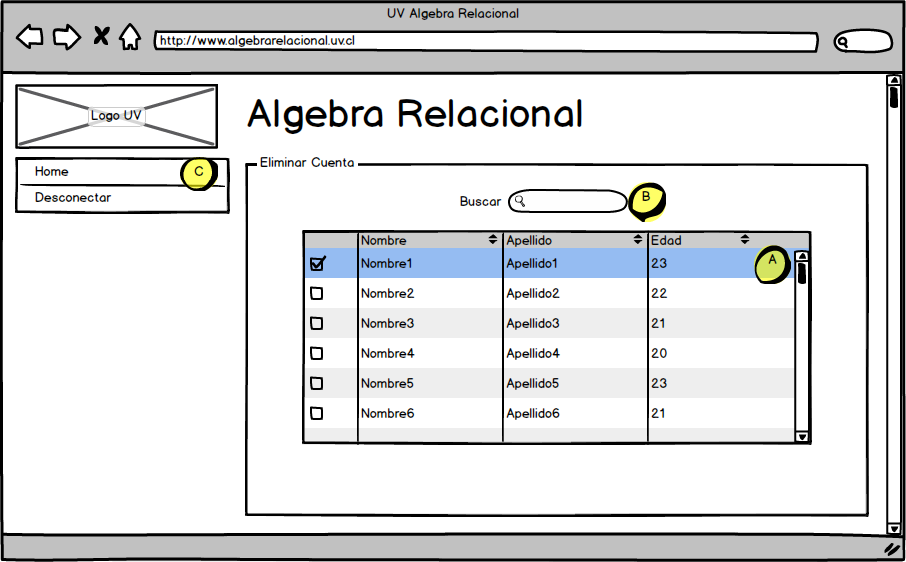 UV Algebra Relacional
http://www.algebrarelacional.uv.cl
Logo UV
Algebra Relacional
Home C
Desconectar
Eliminar Cuenta
Buscar B
Nombre Apellido Edad
Nombre1 Apellido1 23 A
Nombre2 Apellido2 22
Nombre3 Apellido3 21
Nombre4 Apellido4 20
Nombre5 Apellido5 23
Nombre6 Apellido6 21